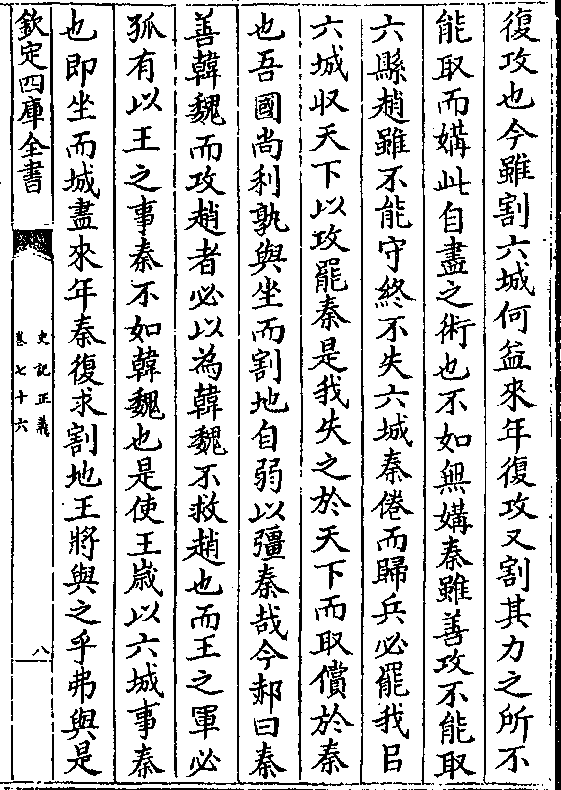 復攻也今雖割六城何益來年復攻又割其力之所不
能取而媾此自盡之術也不如無媾秦雖善攻不能取
六縣趙雖不能守終不失六城秦倦而歸兵必罷我㠯
六城収天下以攻罷秦是我失之於天下而取償於秦
也吾國尚利孰與坐而割地自弱以彊秦哉今郝曰秦
善韓魏而攻趙者必以為韓魏不救趙也而王之軍必
孤有以王之事秦不如韓魏也是使王嵗以六城事秦
也即坐而城盡來年秦復求割地王將與之乎弗與是
欽定四庫全書
史記正義
卷七十六
八